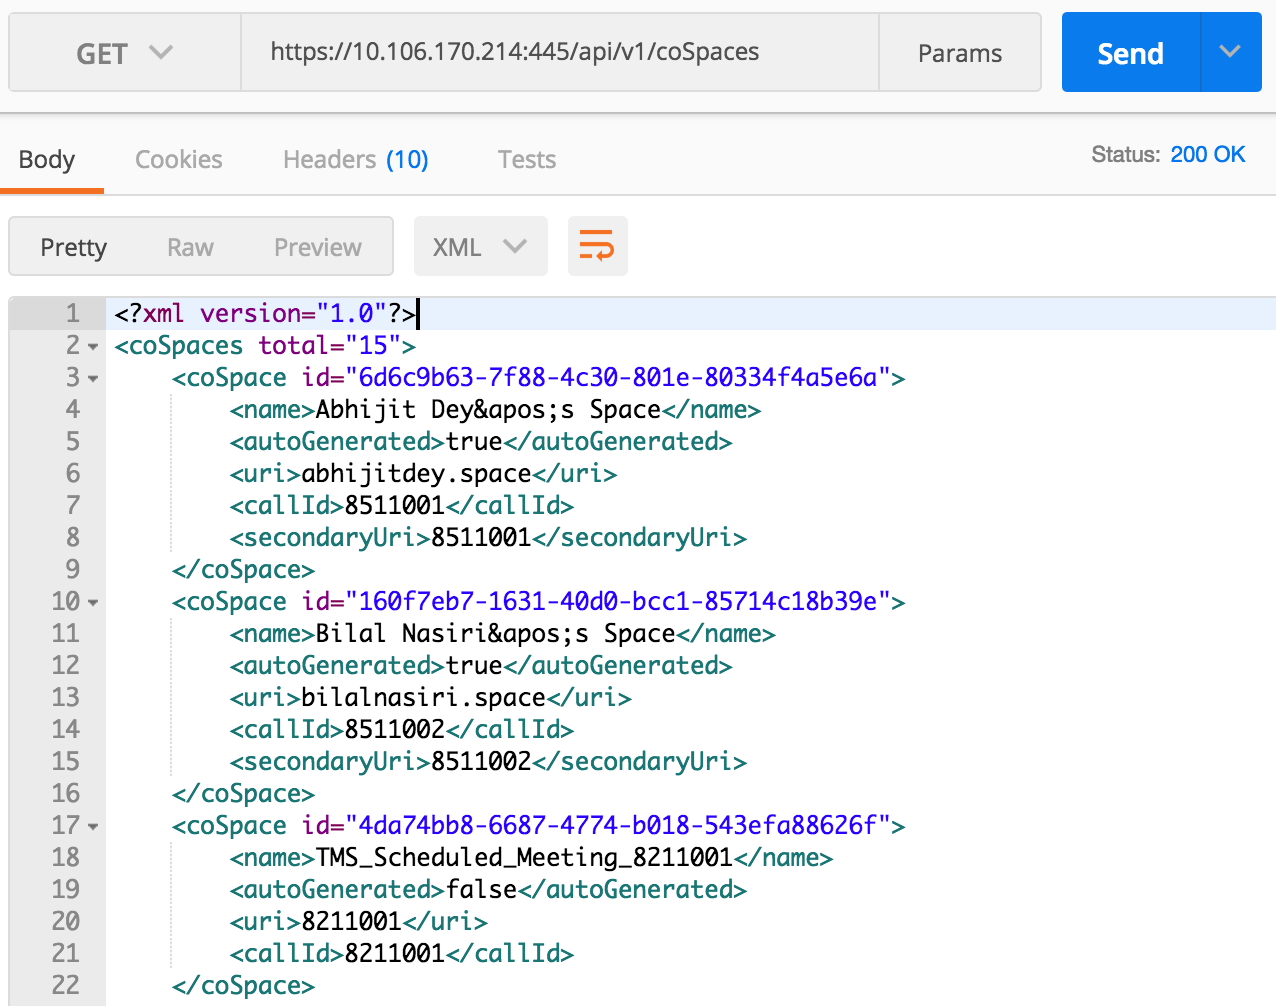 GET https://10.106.170.214:445/api/v1/coSpaces Params Send
Body Cookies Headers (10) Tests Status: 200 OK
Pretty Raw Preview XML
1 <?xml version="1.0"?>
2 <coSpaces total="15">
3 <coSpace id="6d6c9b63-7f88-4c30-801e-80334f4a5e6a">
4 <name>Abhijit Dey&apos;s Space</name>
5 <autoGenerated>true</autoGenerated>
6 <uri>abhijitdey.space</uri>
7 <callId>8511001</callId>
8 <secondaryUri>8511001</secondaryUri>
9 </coSpace>
10 <coSpace id="160f7eb7-1631-40d0-bcc1-85714c18b39e">
11 <name>Bilal Nasiri&apos;s Space</name>
12 <autoGenerated>true</autoGenerated>
13 <uri>bilalnasiri.space</uri>
14 <callId>8511002</callId>
15 <secondaryUri>8511002</secondaryUri>
16 </coSpace>
17 <coSpace id="4da74bb8-6687-4774-b018-543efa88626f">
18 <name>TMS_Scheduled_Meeting_8211001</name>
19 <autoGenerated>false</autoGenerated>
20 <uri>8211001</uri>
21 <callId>8211001</callId>
22 </coSpace>